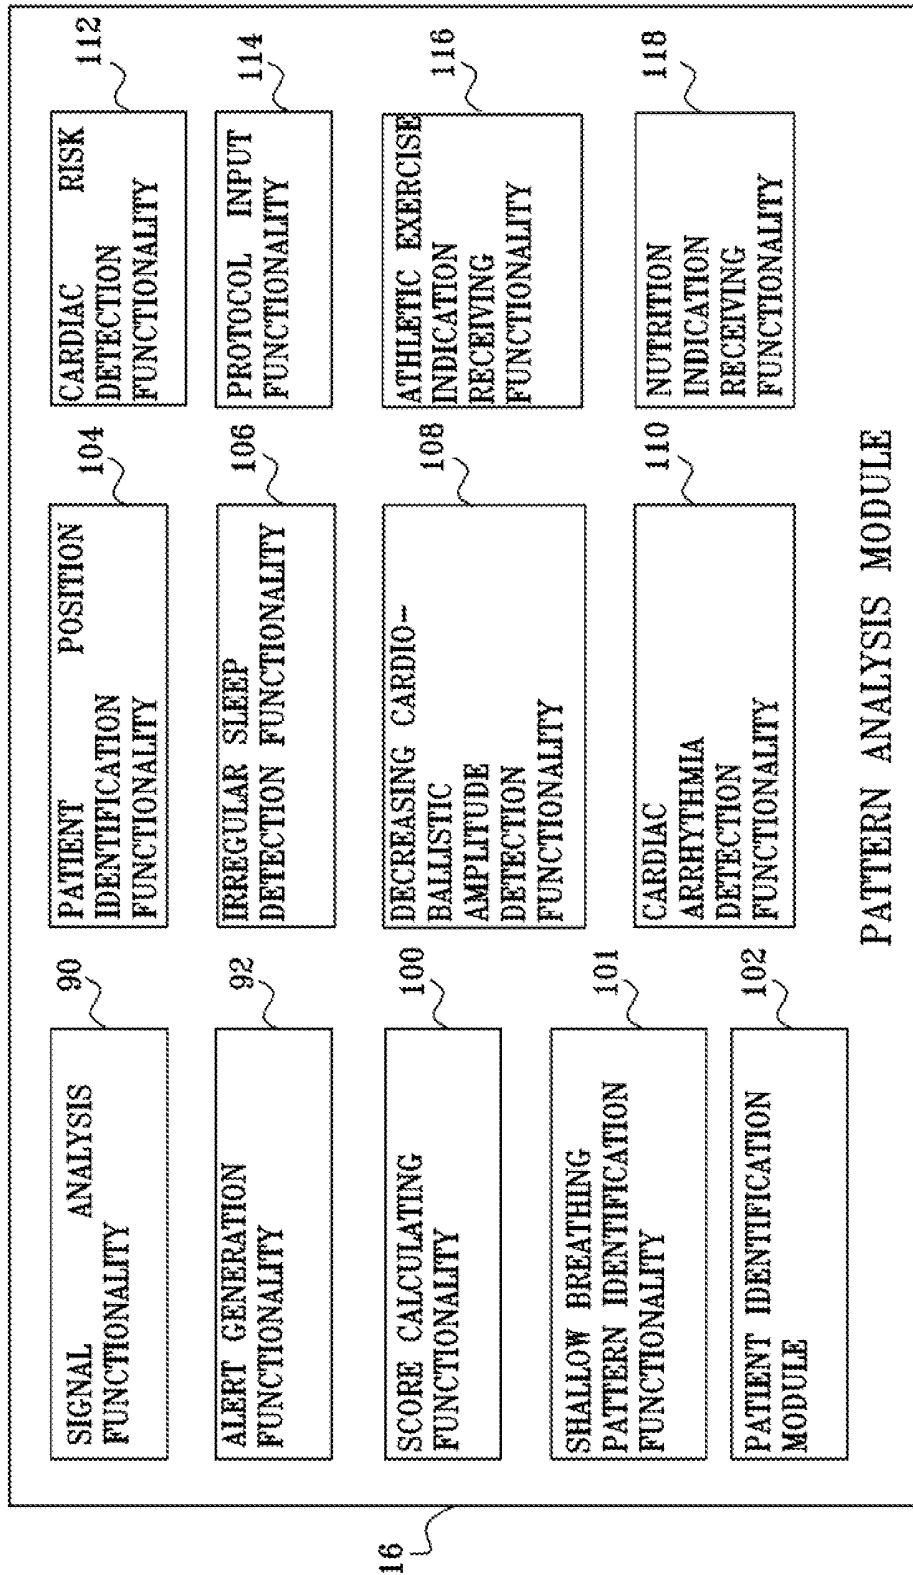 16
90
SIGNAL ANALYSIS
FUNCTIONALITY
92
ALERT GENERATION
FUNCTIONALITY
100
SCORE CALCULATING
FUNCTIONALITY
101
SHALLOW BREATHING
PATTERN IDENTIFICATION
FUNCTIONALITY
102
PATIENT IDENTIFICATION
MODULE
104
PATIENT POSITION
IDENTIFICATION
FUNCTIONALITY
106
IRREGULAR SLEEP
DETECTION FUNCTIONALITY
108
DECREASING CARDIO-
BALLISTIC
AMPLITUDE
DETECTION
FUNCTIONALITY
110
CARDIAC
ARRYTHMIA
DETECTION
FUNCTIONALITY
112
CARDIAC RISK
DETECTION
FUNCTIONALITY
114
PROTOCOL INPUT
FUNCTIONALITY
116
ATHLETIC EXERCISE
INDICATION
RECEIVING
FUNCTIONALITY
118
NUTRITION
INDICATION
RECEIVING
FUNCTIONALITY
PATTERN ANALYSIS MODULE